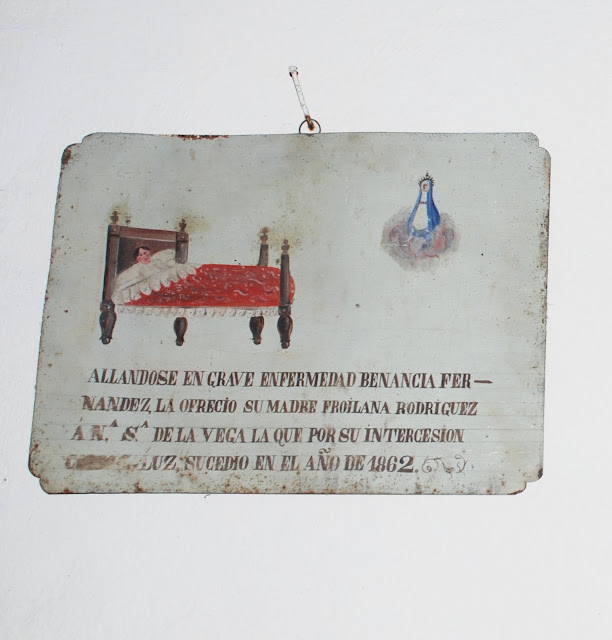 ALLANDOSE EN GRAVE ENFERMEDAD BENANCIA FER—
NANDEZ, LA OFRECIO SU MADRE FROILANA RODRIGUEZ
Á N.ª S.ª DE LA VEGA LA QUE POR SU INTERCESION
LUZ, SUCEDIO EN EL AÑO DE 1862.